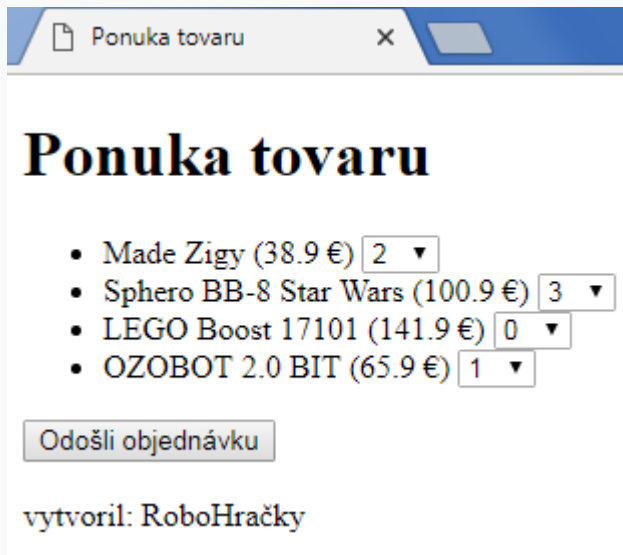 Ponuka tovaru
Ponuka tovaru
Made Zigy (38.9 €) 2
Sphero BB-8 Star Wars (100.9 €) 3
LEGO Boost 17101 (141.9 €) 0
OZOBOT 2.0 BIT (65.9 €) 1
Odošli objednávku
vytvoril: RoboHračky